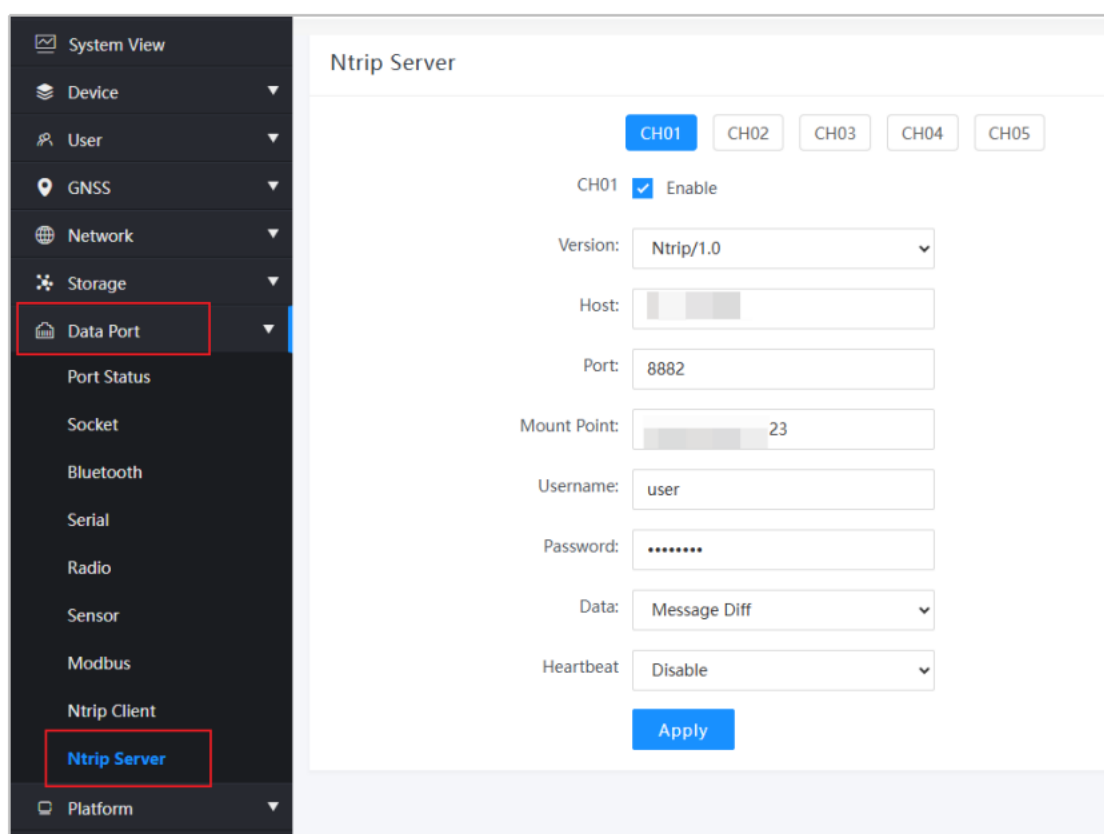 System View
Device
User
GNSS
Network
Storage
Data Port
Port Status
Socket
Bluetooth
Serial
Radio
Sensor
Modbus
Ntrip Client
Ntrip Server
Platform
Ntrip Server
CH01 CH02 CH03 CH04 CH05
CH01 Enable
Version: Ntrip/1.0
Host:
Port: 8882
Mount Point: 23
Username: user
Password: ••••••••
Data: Message Diff
Heartbeat Disable
Apply